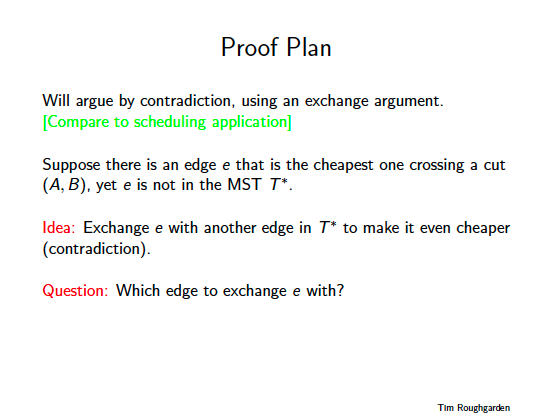 Proof Plan
Will argue by contradiction, using an exchange argument.
[Compare to scheduling application]
Suppose there is an edge e that is the cheapest one crossing a cut
(A, B), yet e is not in the MST T*.
Idea: Exchange e with another edge in T* to make it even cheaper
(contradiction).
Question: Which edge to exchange e with?
Tim Roughgarden